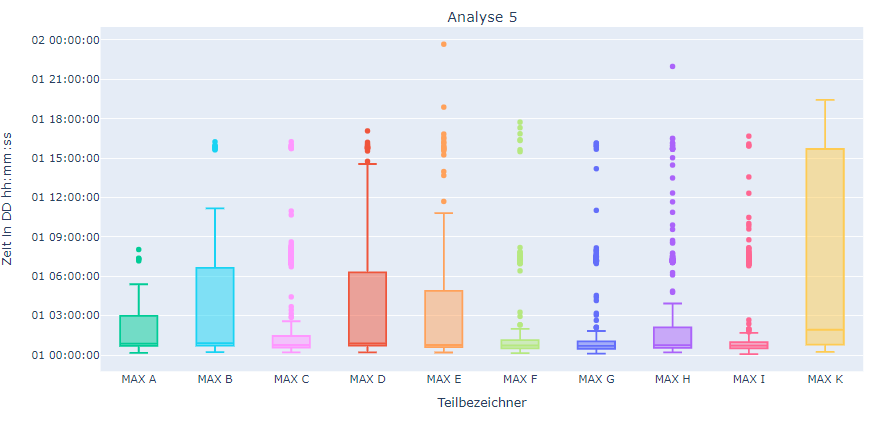 Analyse 5
Zeit in DD hh:mm:ss
02 00:00:00
01 21:00:00
01 18:00:00
01 15:00:00
01 12:00:00
01 09:00:00
01 06:00:00
01 03:00:00
01 00:00:00
MAX A MAX B MAX C MAX D MAX E MAX F MAX G MAX H MAX I MAX K
Teilbezeichner